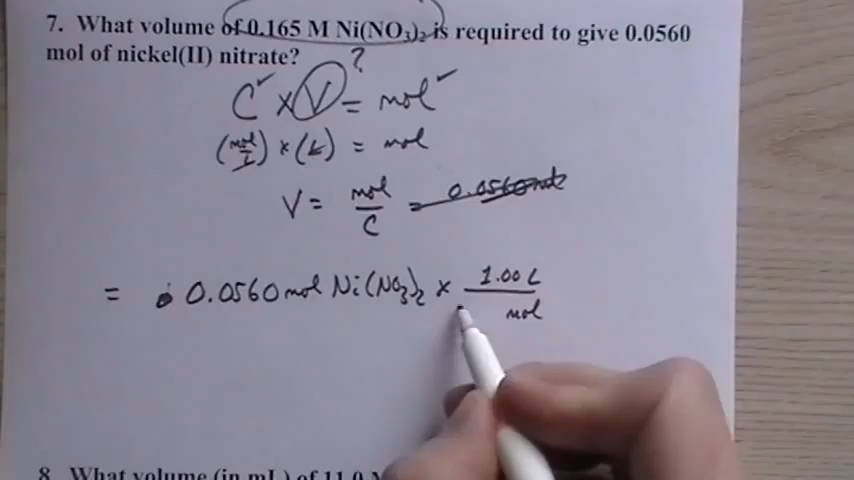 7. What volume of 0.165 M Ni(NO3)2 is required to give 0.0560
mol of nickel(II) nitrate?
?
C × V = mol
(mol/L) × (L) = mol
V = mol/C = 0.0560
= 0.0560 mol Ni(NO3)2 × 1.00 L / mol
8. What volume (in mL) of 11.0